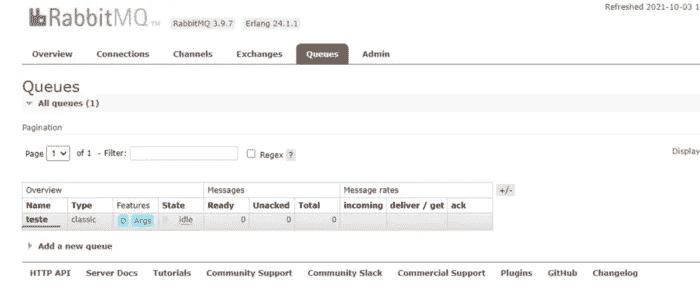 Refreshed 2021-10-03 1
RabbitMQ TM RabbitMQ 3.9.7 Erlang 24.1.1
Overview Connections Channels Exchanges Queues Admin
Queues
All queues (1)
Pagination
Page 1 of 1 - Filter: Regex ?
Display
Overview Messages Message rates +/-
Name Type Features State Ready Unacked Total incoming deliver / get ack
teste classic D Args idle 0 0 0
Add a new queue
HTTP API Server Docs Tutorials Community Support Community Slack Commercial Support Plugins GitHub Changelog